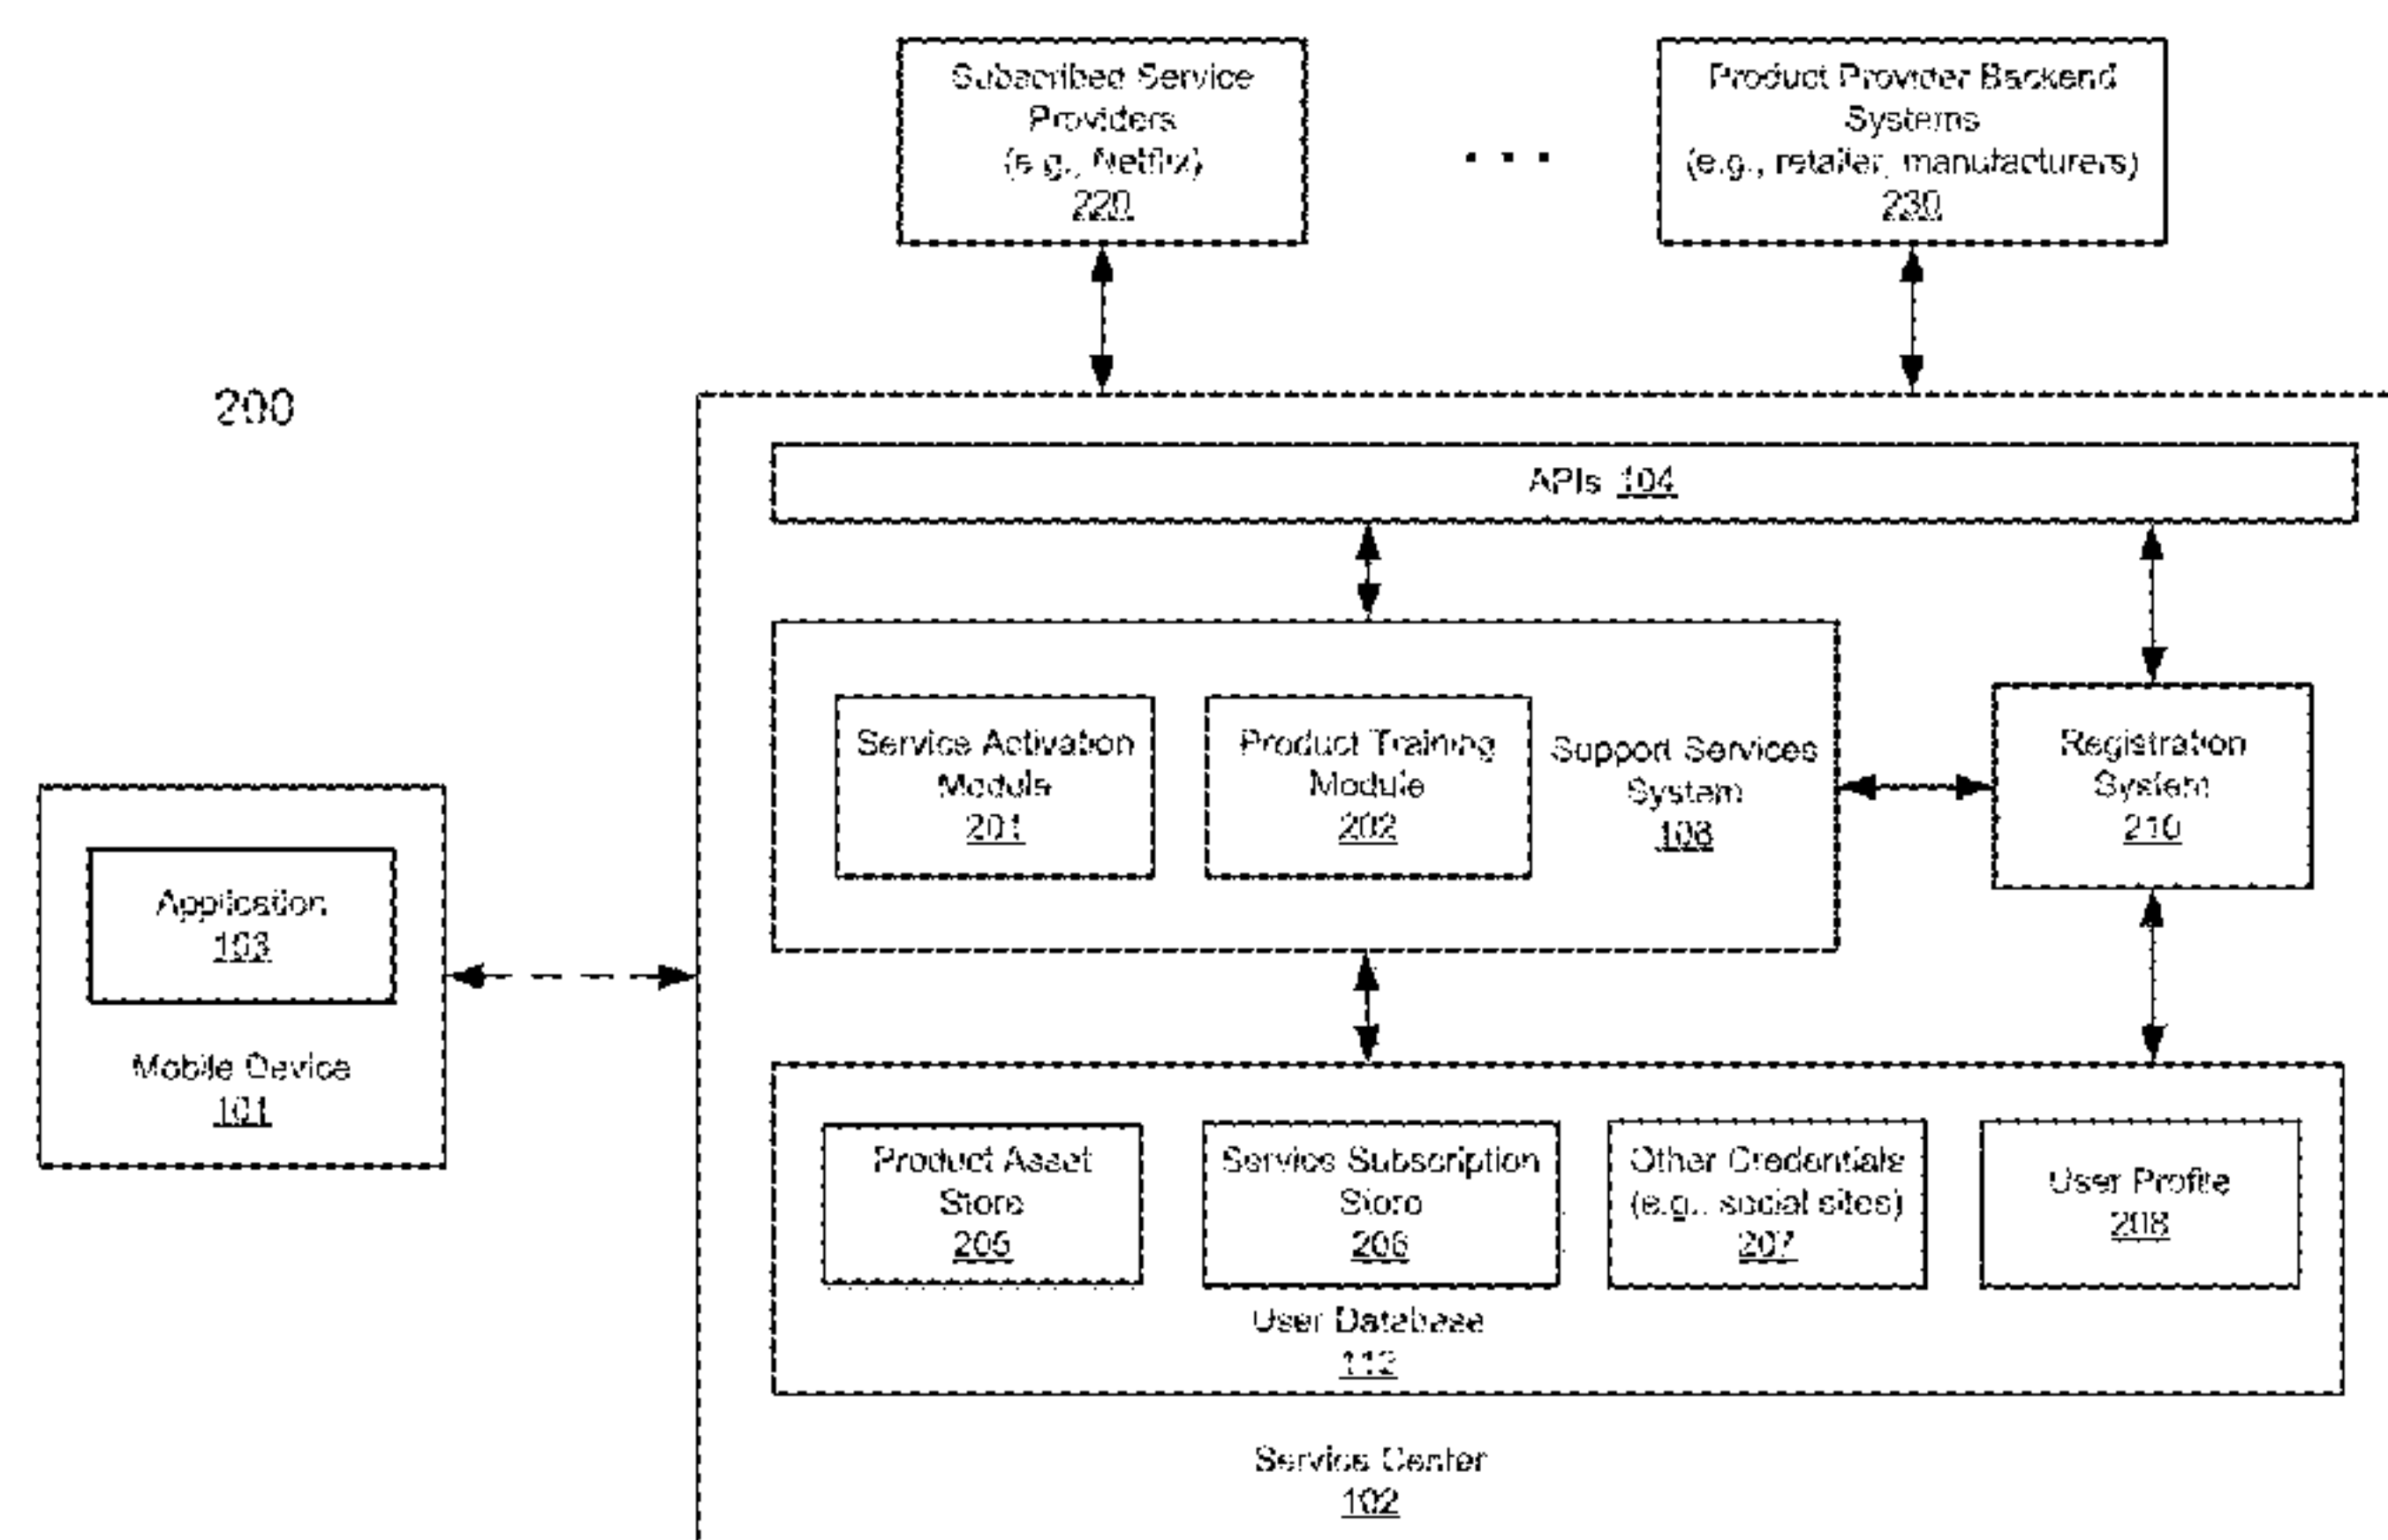 Subscribed Service
Providers
(e.g., Netflix)
220
...
Product Provider Backend
Systems
(e.g., retailer, manufacturers)
230
200
APIs 104
Service Activation
Module
201
Product Training
Module
202
Support Services
System
Registration
System
210
Application
103
Mobile Device
101
Product Asset
Store
205
Service Subscription
Store
206
Other Credentials
(e.g., social sites)
207
User Profile
208
User Database
112
Service Center
102